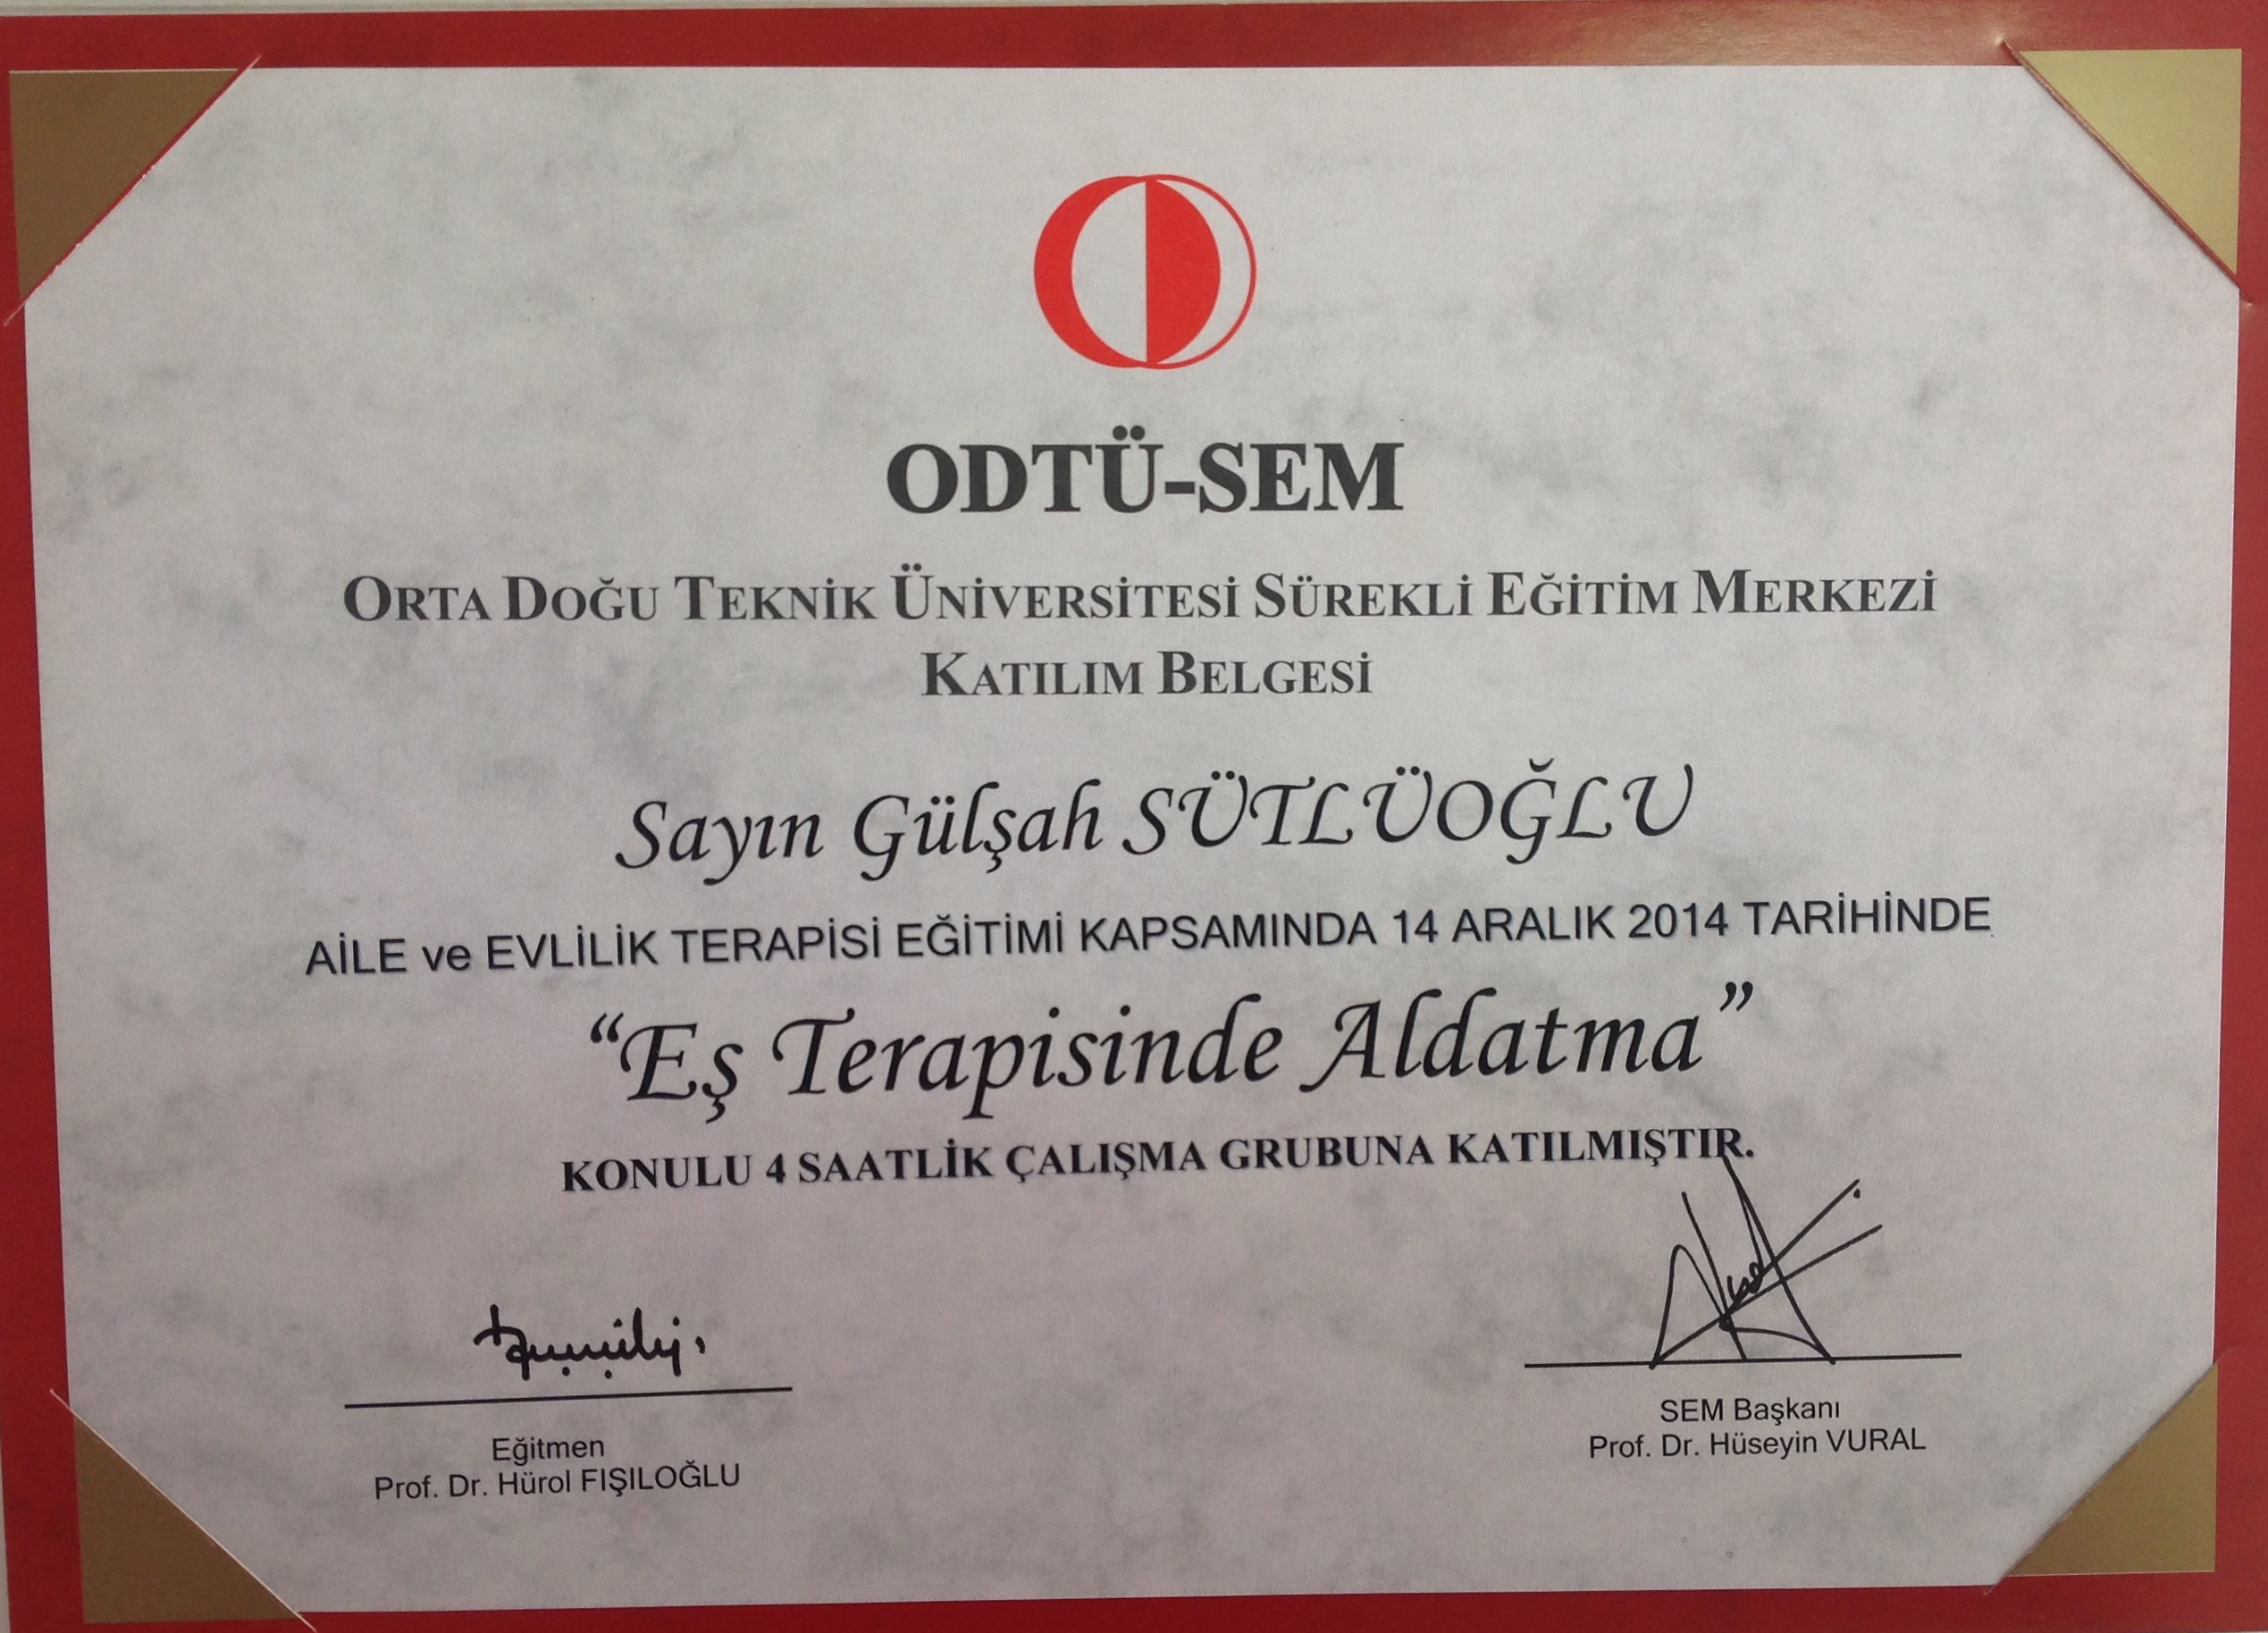 ODTÜ-SEM
ORTA DOĞU TEKNİK ÜNİVERSİTESİ SÜREKLİ EĞİTİM MERKEZİ
KATILIM BELGESİ
Sayın Gülşah SÜTLÜOĞLU
AİLE ve EVLİLİK TERAPİSİ EĞİTİMİ KAPSAMINDA 14 ARALIK 2014 TARİHİNDE
“Eş Terapisinde Aldatma”
KONULU 4 SAATLİK ÇALIŞMA GRUBUNA KATILMIŞTIR.
Eğitmen
Prof. Dr. Hürol FIŞILOĞLU
SEM Başkanı
Prof. Dr. Hüseyin VURAL